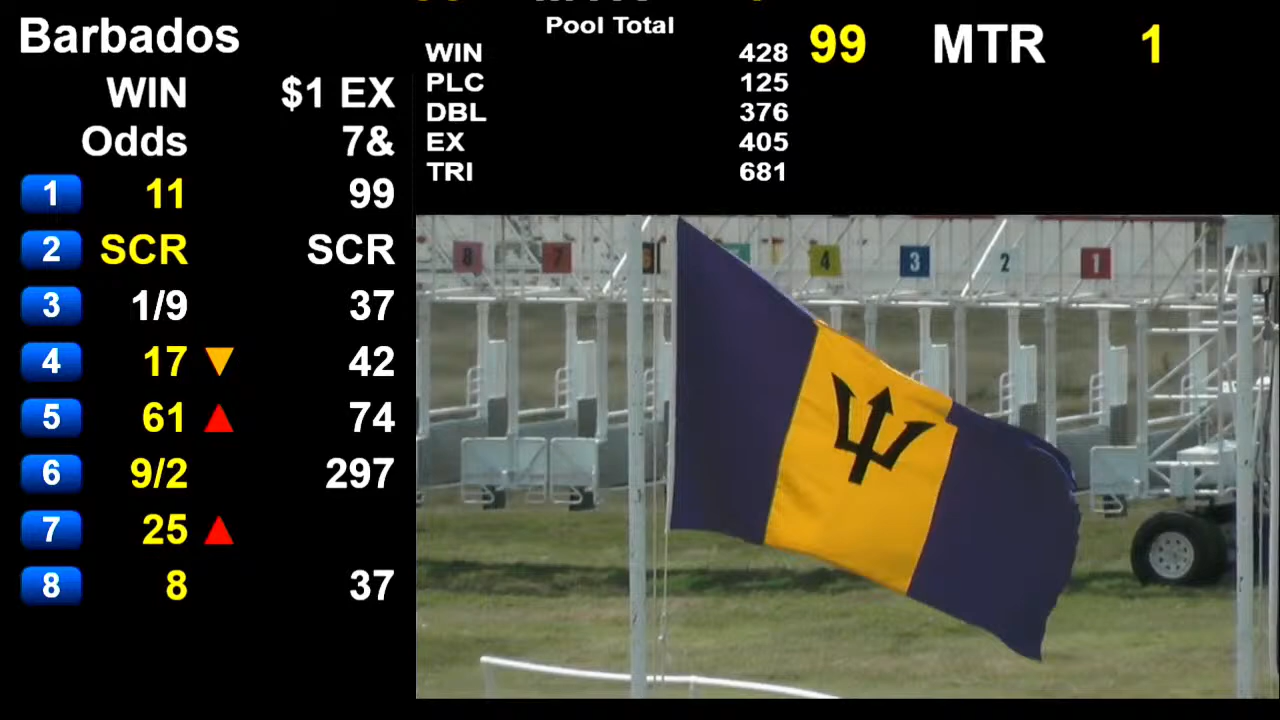 Barbados
WIN $1 EX
Odds 7&
1 11 99
2 SCR SCR
3 1/9 37
4 17 42
5 61 74
6 9/2 297
7 25
8 8 37
Pool Total
WIN 428
PLC 125
DBL 376
EX 405
TRI 681
99 MTR 1
8 7 6 4 3 2 1